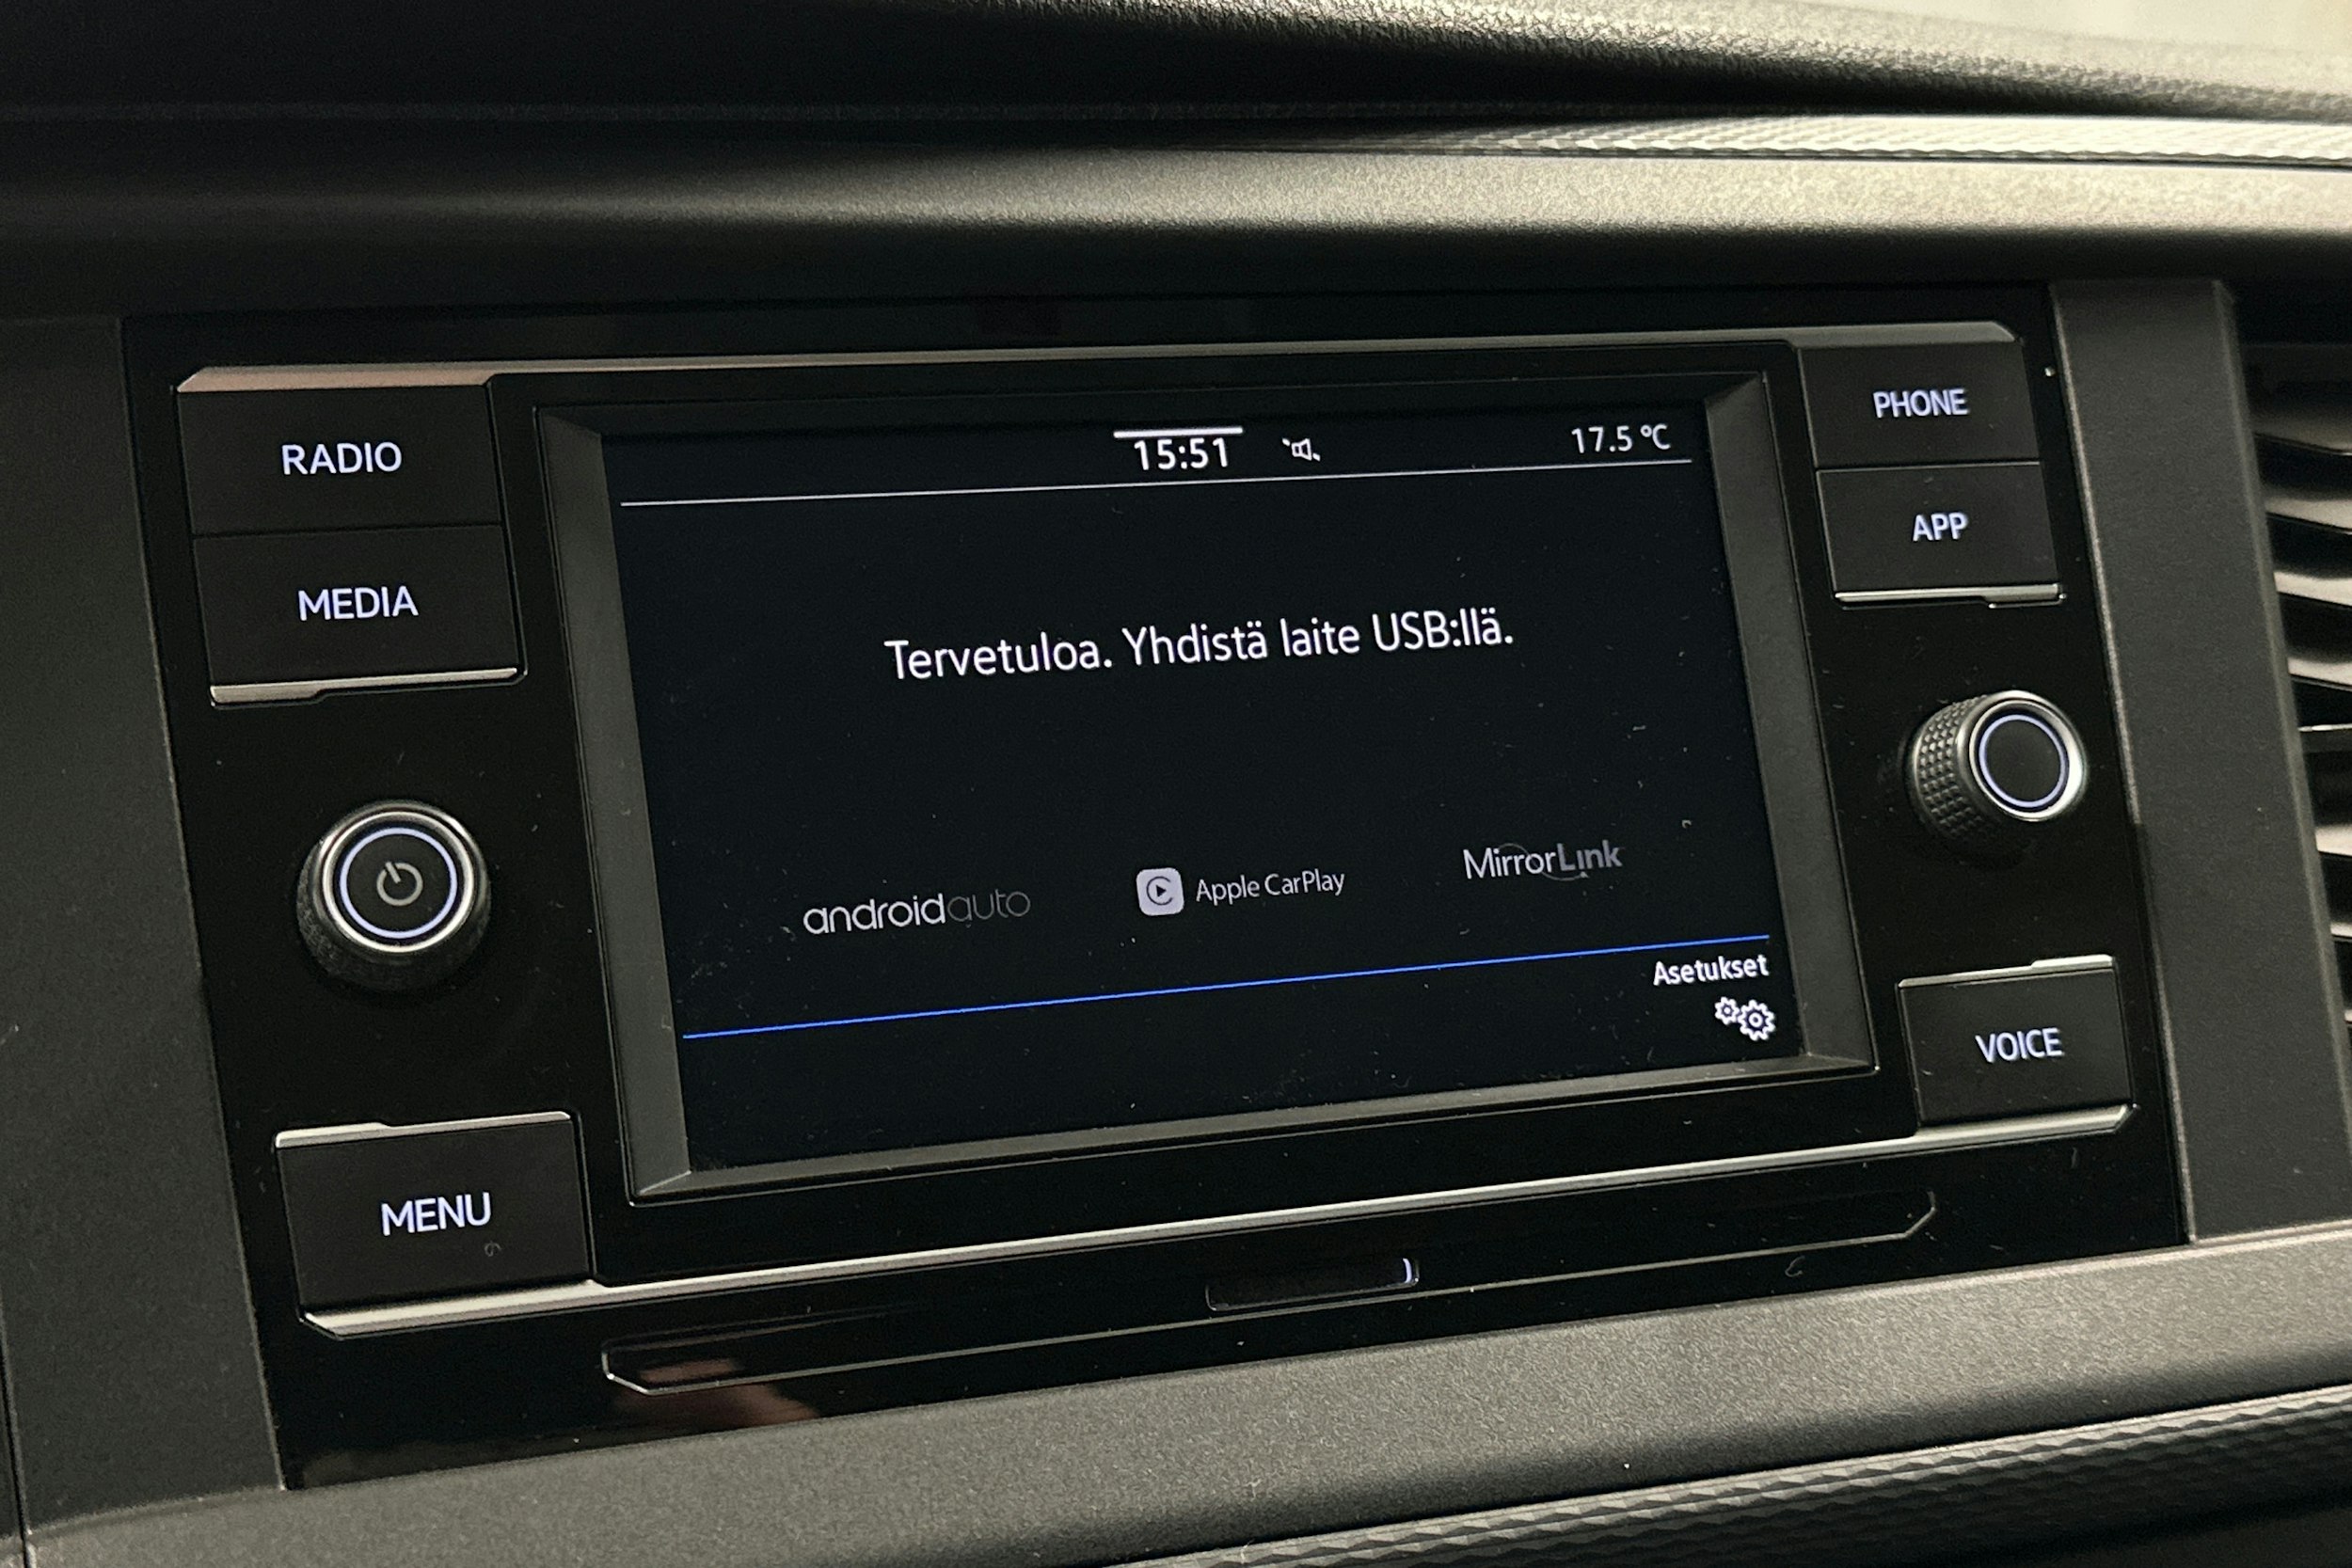 RADIO
MEDIA
MENU
15:51
17.5 °C
Tervetuloa. Yhdistä laite USB:llä.
androidauto
Apple CarPlay
MirrorLink
Asetukset
PHONE
APP
VOICE